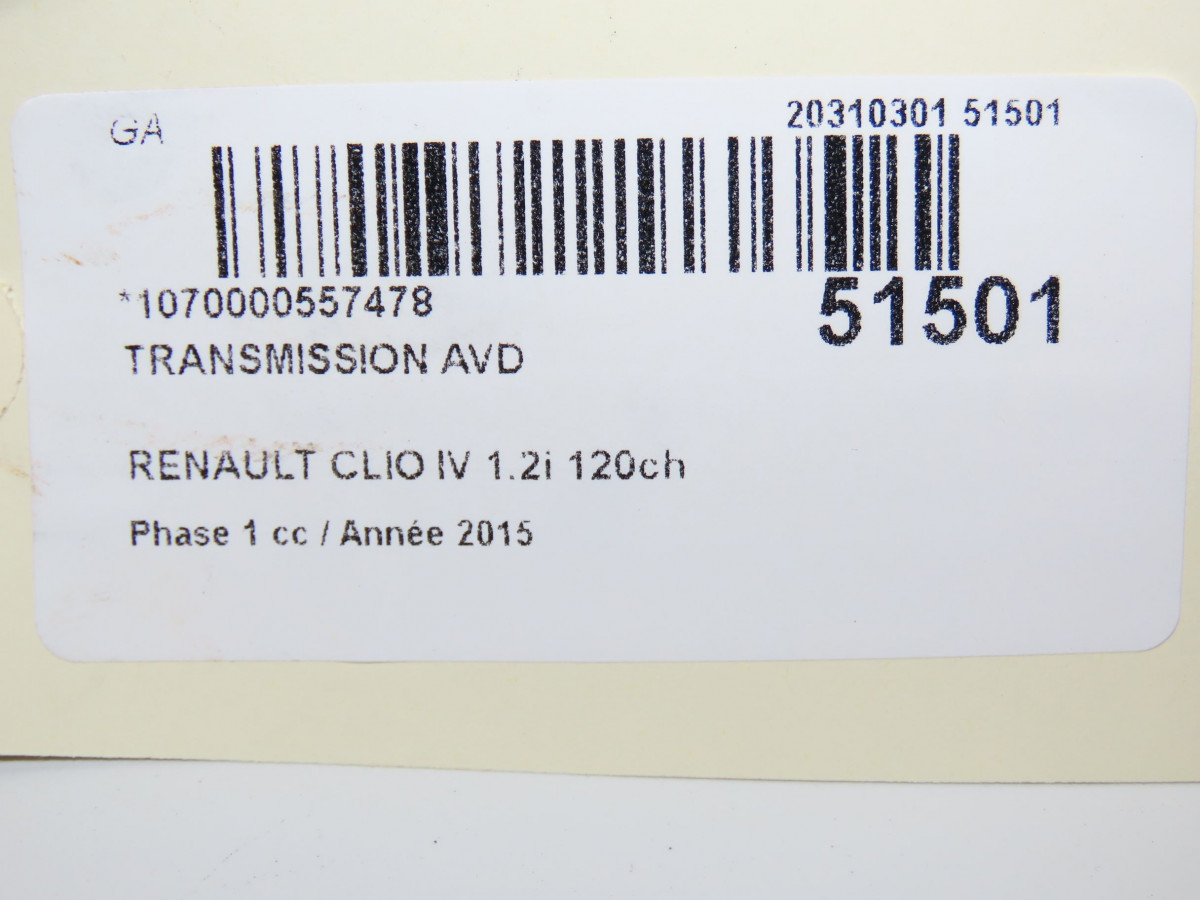 GA
20310301 51501
*1070000557478
51501
TRANSMISSION AVD
RENAULT CLIO IV 1.2i 120ch
Phase 1 cc / Année 2015